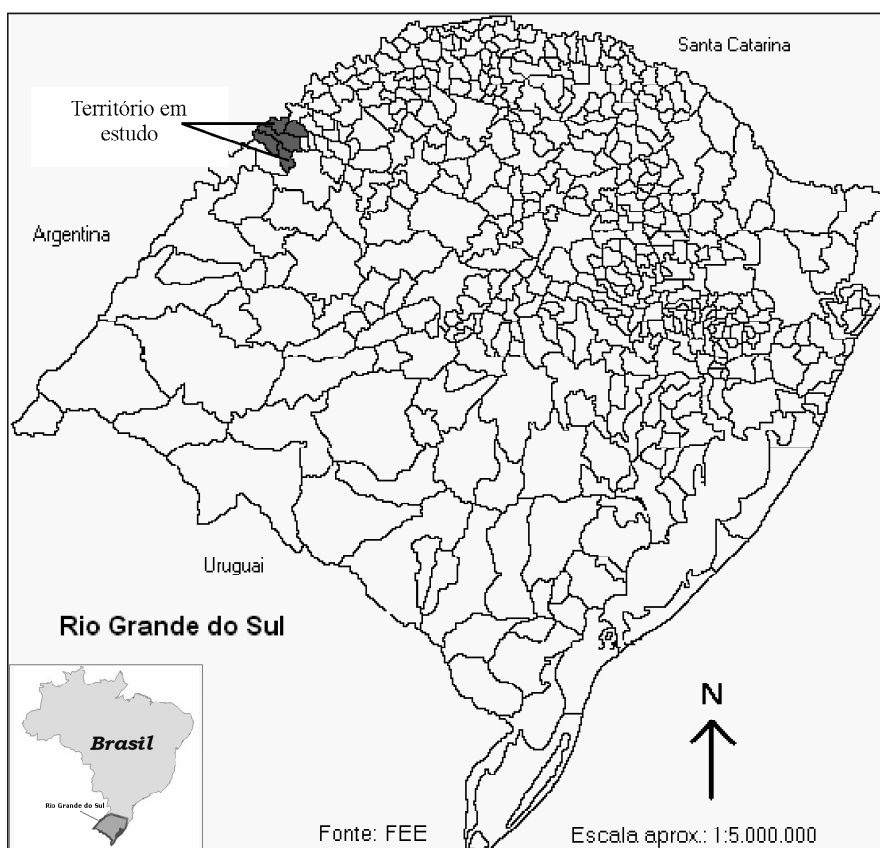 Santa Catarina
Território em
estudo
Argentina
Uruguai
Rio Grande do Sul
Brasil
Rio Grande do Sul
N
Fonte: FEE
Escala aprox.: 1:5.000.000